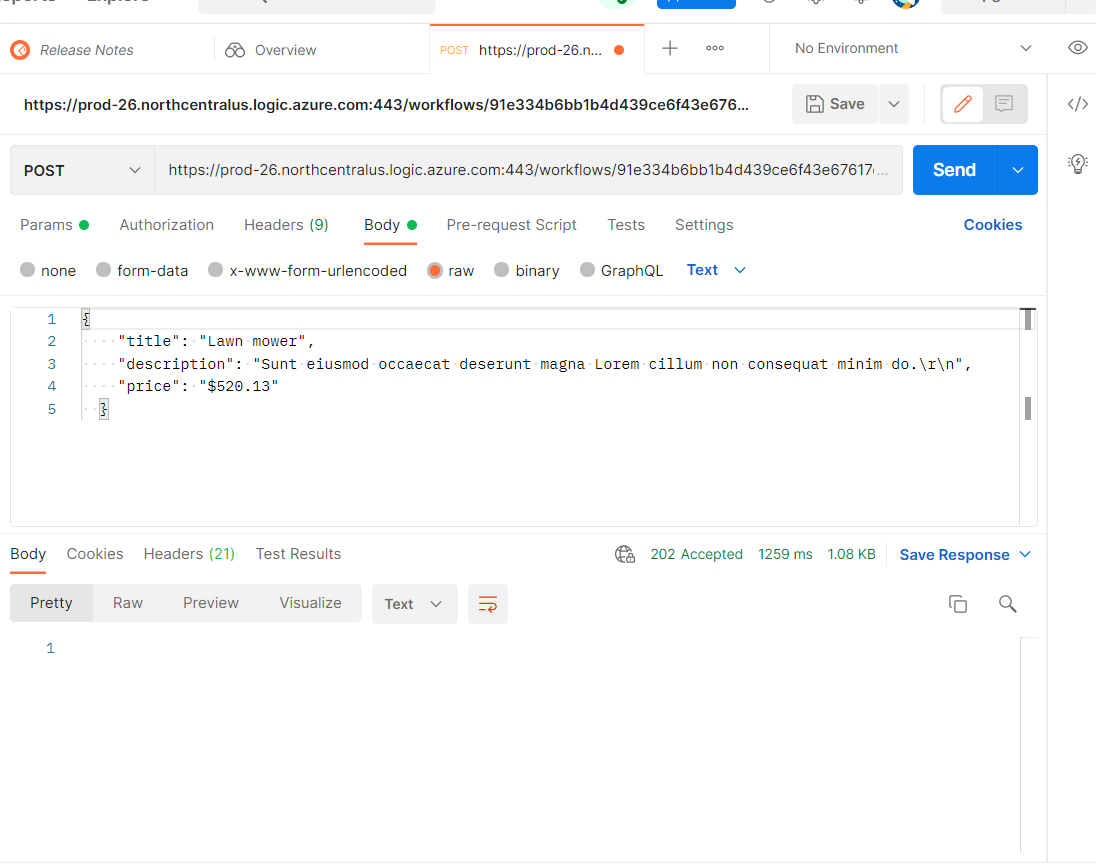 Release Notes
Overview
POST https://prod-26.n...
No Environment
https://prod-26.northcentralus.logic.azure.com:443/workflows/91e334b6bb1b4d439ce6f43e676...
Save
POST
https://prod-26.northcentralus.logic.azure.com:443/workflows/91e334b6bb1b4d439ce6f43e67617...
Send
Params Authorization Headers (9) Body Pre-request Script Tests Settings Cookies
none form-data x-www-form-urlencoded raw binary GraphQL Text
1 {
2 "title": "Lawn mower",
3 "description": "Sunt eiusmod occaecat deserunt magna Lorem cillum non consequat minim do.\r\n",
4 "price": "$520.13"
5 }
Body Cookies Headers (21) Test Results 202 Accepted 1259 ms 1.08 KB Save Response
Pretty Raw Preview Visualize Text
1